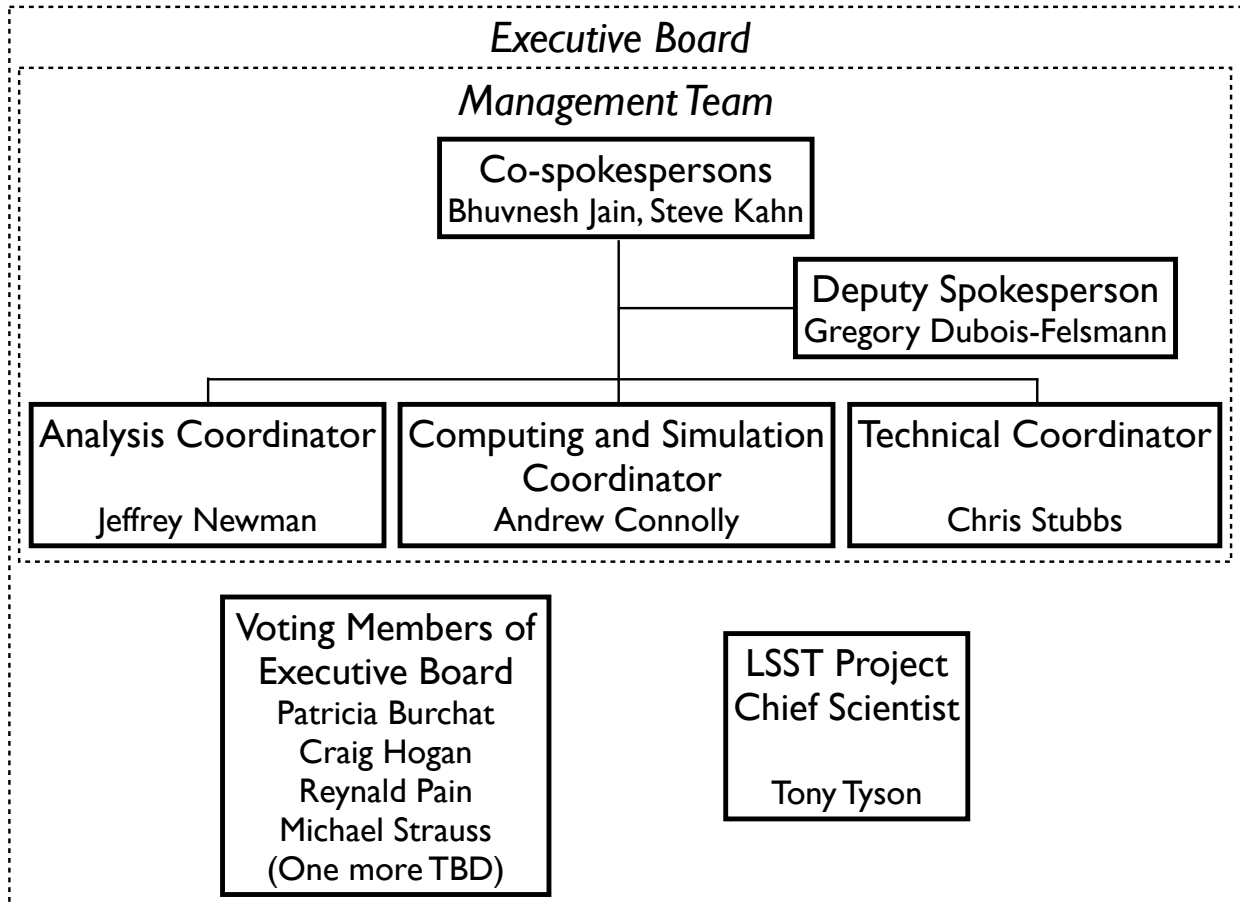 Executive Board
Management Team
Co-spokespersons
Bhuvnesh Jain, Steve Kahn
Deputy Spokesperson
Gregory Dubois-Felsmann
Analysis Coordinator
Jeffrey Newman
Computing and Simulation
Coordinator
Andrew Connolly
Technical Coordinator
Chris Stubbs
Voting Members of
Executive Board
Patricia Burchat
Craig Hogan
Reynald Pain
Michael Strauss
(One more TBD)
LSST Project
Chief Scientist
Tony Tyson